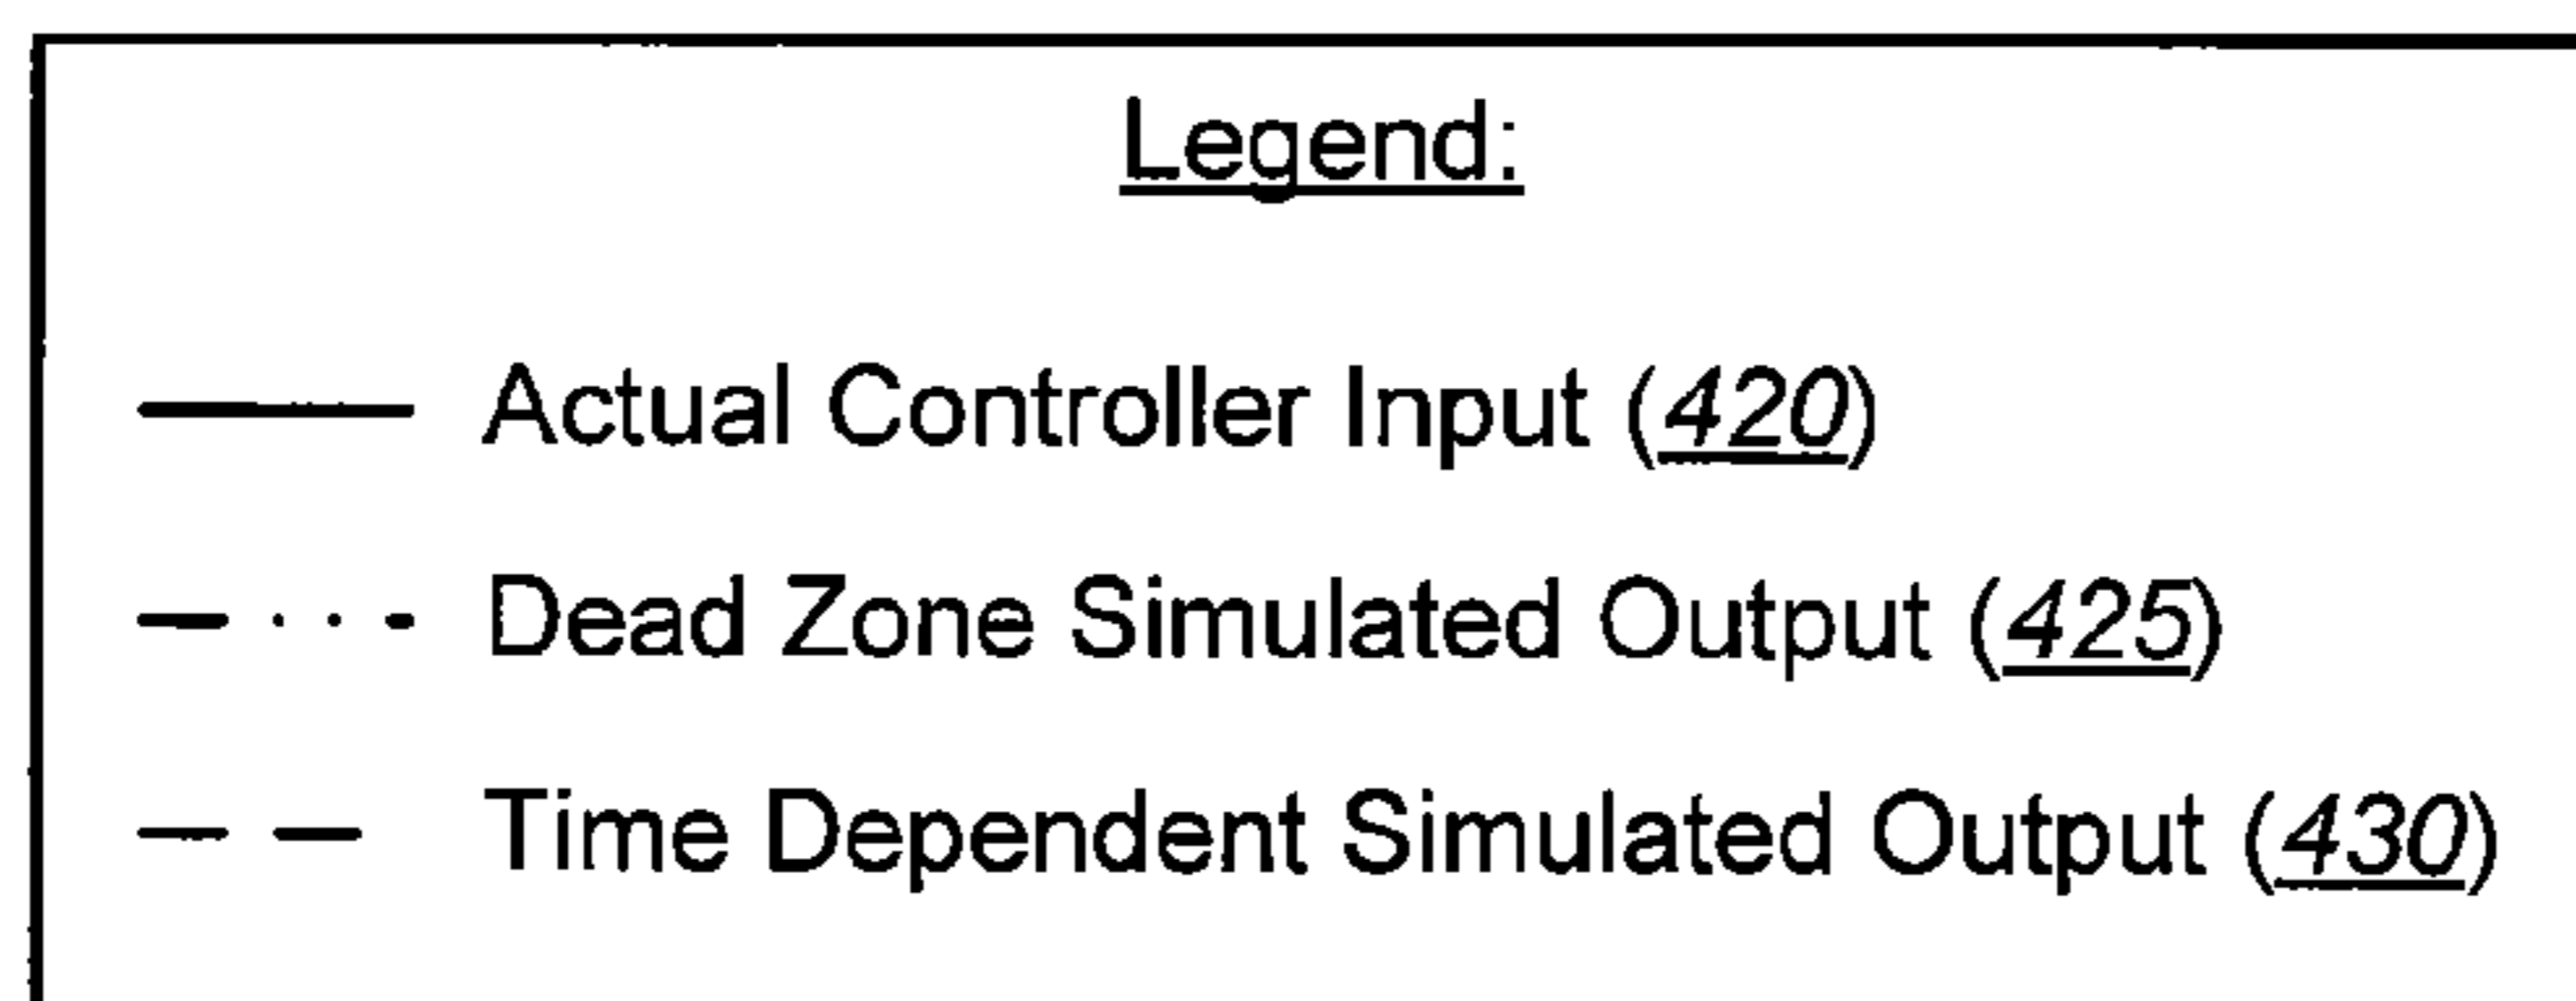 Legend:
Actual Controller Input (420)
Dead Zone Simulated Output (425)
Time Dependent Simulated Output (430)